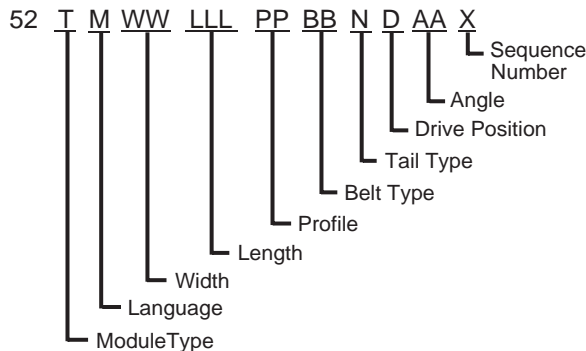 52 T M WW LLL PP BB N D AA X
Sequence
Number
Angle
Drive Position
Tail Type
Belt Type
Profile
Length
Width
Language
ModuleType